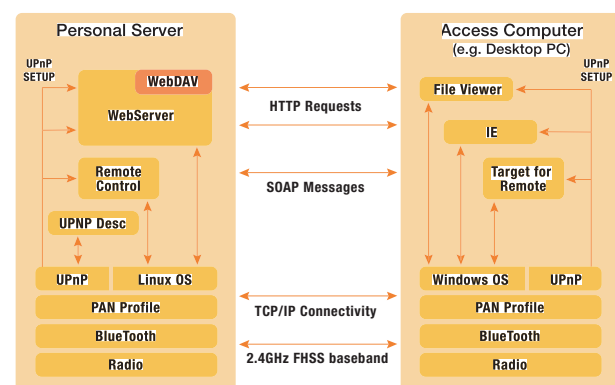 Personal Server
UPnP
SETUP
WebDAV
WebServer
Remote
Control
UPNP Desc
UPnP
Linux OS
PAN Profile
BlueTooth
Radio
HTTP Requests
SOAP Messages
TCP/IP Connectivity
2.4GHz FHSS baseband
Access Computer
(e.g. Desktop PC)
UPnP
SETUP
File Viewer
IE
Target for
Remote
Windows OS
UPnP
PAN Profile
BlueTooth
Radio